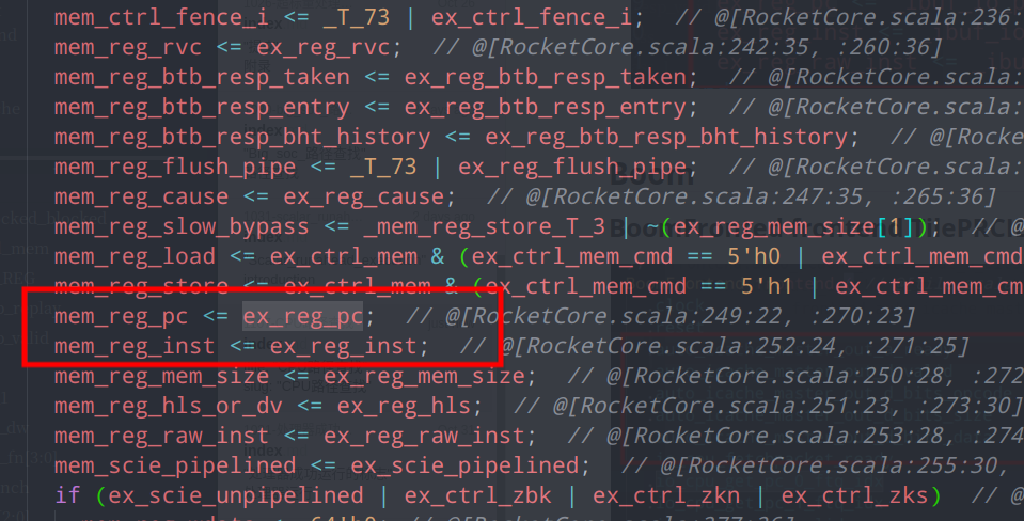 mem_ctrl_fence_i <= _T_73 | ex_ctrl_fence_i;  // @[RocketCore.scala:236:
mem_reg_rvc <= ex_reg_rvc;  // @[RocketCore.scala:242:35, :260:36]
mem_reg_btb_resp_taken <= ex_reg_btb_resp_taken;  // @[RocketCore.scala:
mem_reg_btb_resp_entry <= ex_reg_btb_resp_entry;  // @[RocketCore.scala:
mem_reg_btb_resp_bht_history <= ex_reg_btb_resp_bht_history;  // @[Rocket
mem_reg_flush_pipe <= _T_73 | ex_reg_flush_pipe;  // @[RocketCore.scala:
mem_reg_cause <= ex_reg_cause;  // @[RocketCore.scala:247:35, :265:36]
mem_reg_slow_bypass <= _mem_reg_store_T_3 | ~(ex_reg_mem_size[1]);  // @
mem_reg_load <= ex_ctrl_mem & (ex_ctrl_mem_cmd == 5'h0 | ex_ctrl_mem_cmd
mem_reg_store <= ex_ctrl_mem & (ex_ctrl_mem_cmd == 5'h1 | ex_ctrl_mem_cm
mem_reg_pc <= ex_reg_pc;  // @[RocketCore.scala:249:22, :270:23]
mem_reg_inst <= ex_reg_inst;  // @[RocketCore.scala:252:24, :271:25]
mem_reg_mem_size <= ex_reg_mem_size;  // @[RocketCore.scala:250:28, :272
mem_reg_hls_or_dv <= ex_reg_hls;  // @[RocketCore.scala:251:23, :273:30]
mem_reg_raw_inst <= ex_reg_raw_inst;  // @[RocketCore.scala:253:28, :274
mem_scie_pipelined <= ex_scie_pipelined;  // @[RocketCore.scala:255:30,
if (ex_scie_unpipelined | ex_ctrl_zbk | ex_ctrl_zkn | ex_ctrl_zks)  // @